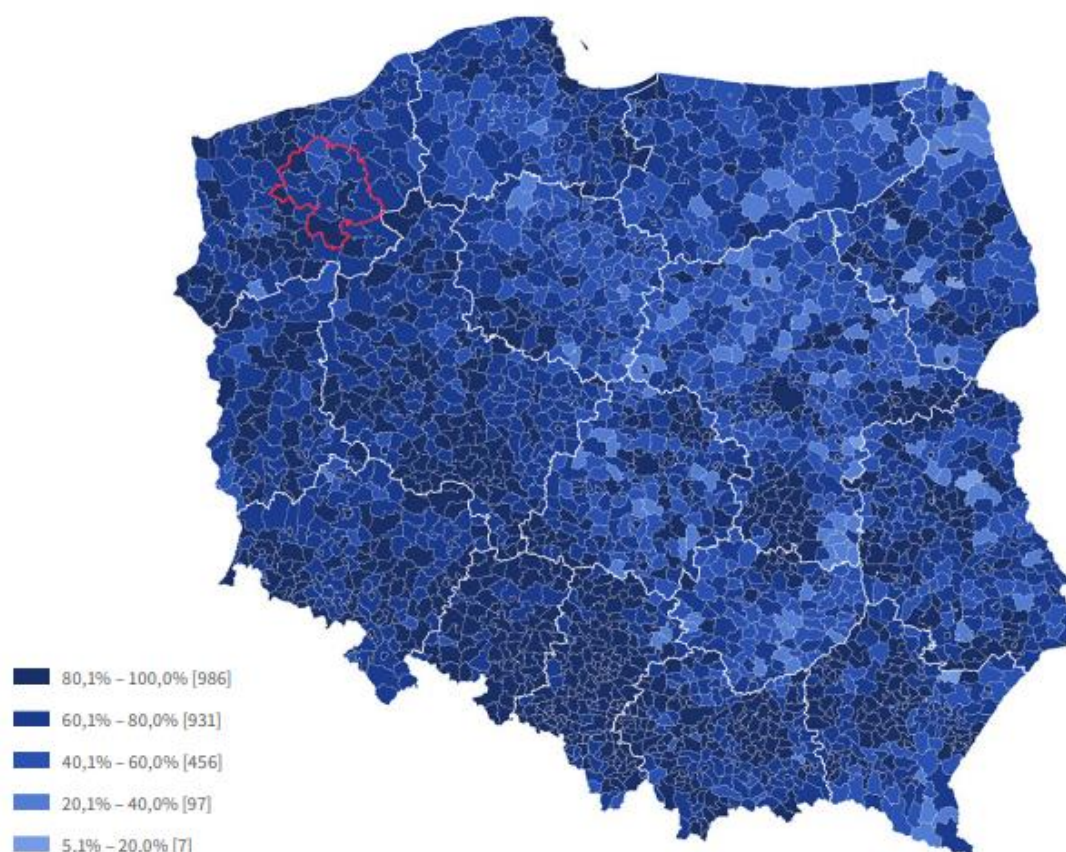 80,1% – 100,0% [986]
60,1% – 80,0% [931]
40,1% – 60,0% [456]
20,1% – 40,0% [97]
5,1% – 20,0% [7]